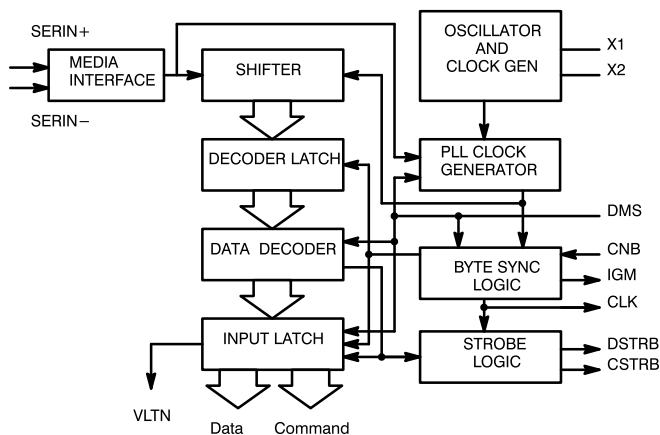 SERIN+
MEDIA
INTERFACE
SERIN−
SHIFTER
DECODER LATCH
DATA DECODER
INPUT LATCH
VLTN
Data
Command
OSCILLATOR
AND
CLOCK GEN
X1
X2
PLL CLOCK
GENERATOR
DMS
BYTE SYNC
LOGIC
CNB
IGM
CLK
STROBE
LOGIC
DSTRB
CSTRB